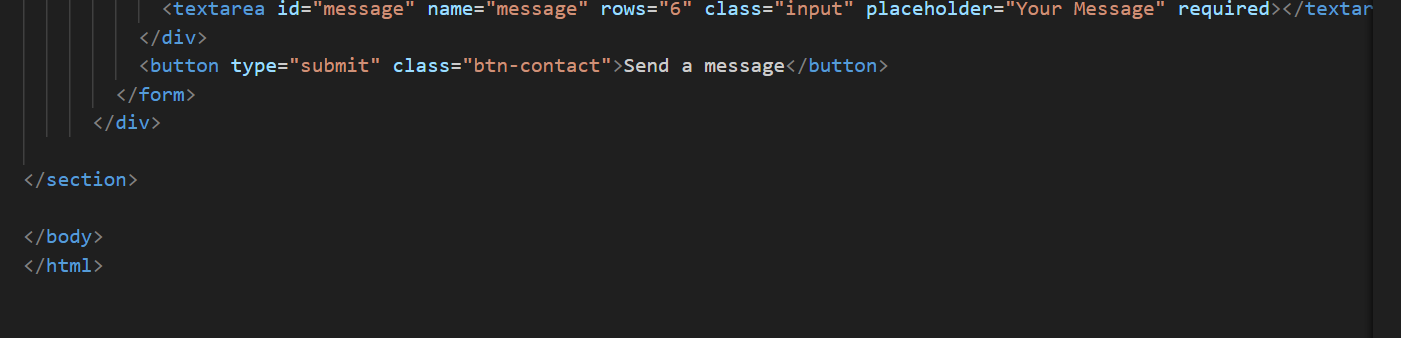 <textarea id="message" name="message" rows="6" class="input" placeholder="Your Message" required></textar
</div>
<button type="submit" class="btn-contact">Send a message</button>
</form>
</div>
</section>
</body>
</html>